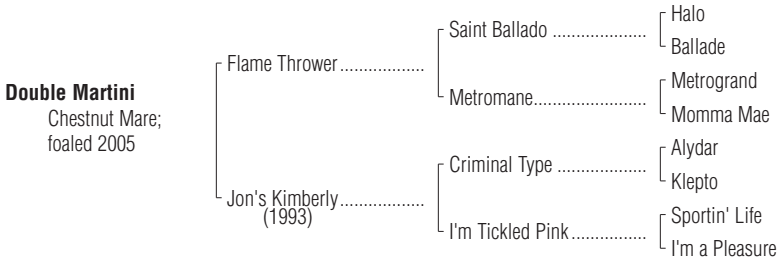 Double Martini
Chestnut Mare;
foaled 2005
Flame Thrower..................
Jon's Kimberly..................
(1993)
Saint Ballado ....................
Metromane........................
Criminal Type ...................
I'm Tickled Pink................
Halo
Ballade
Metrogrand
Momma Mae
Alydar
Klepto
Sportin' Life
I'm a Pleasure